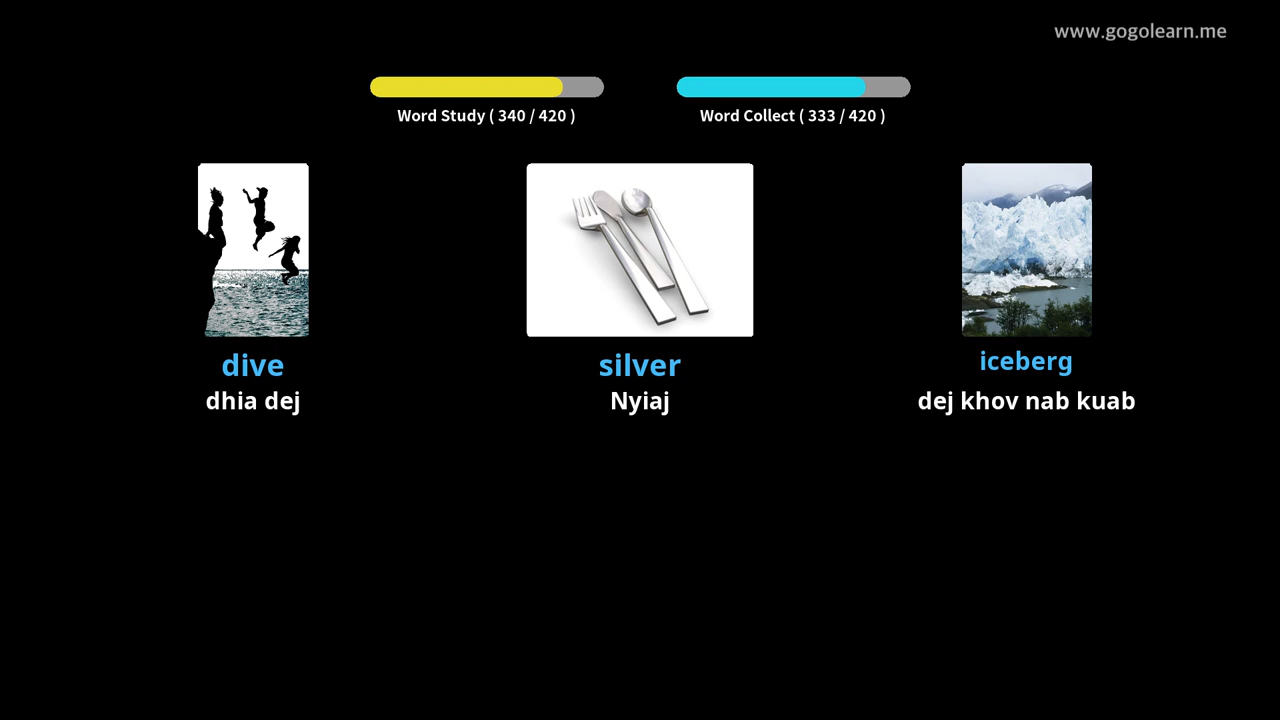 www.gogolearn.me
Word Study ( 340 / 420 )
Word Collect ( 333 / 420 )
dive
dhia dej
silver
Nyiaj
iceberg
dej khov nab kuab